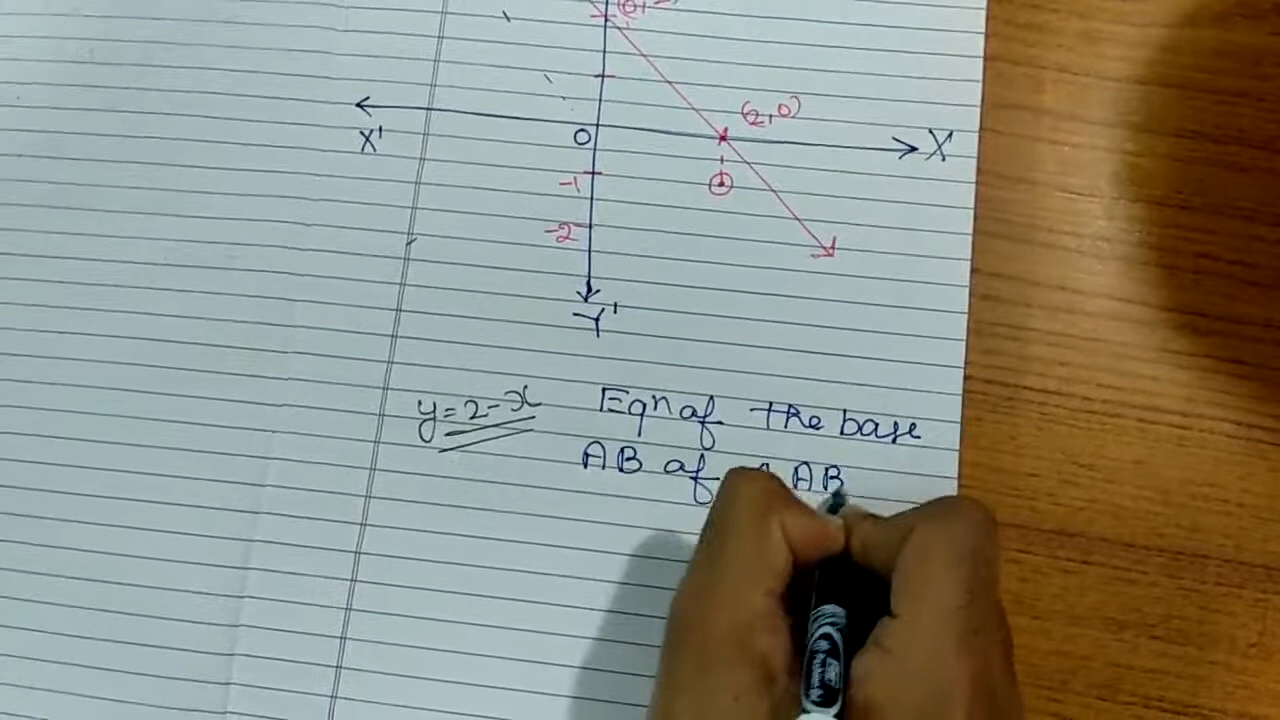 (2,0)
X'
0
X
-1
-2
Y'
y=2-x
Eqn of the base
AB of Δ AB